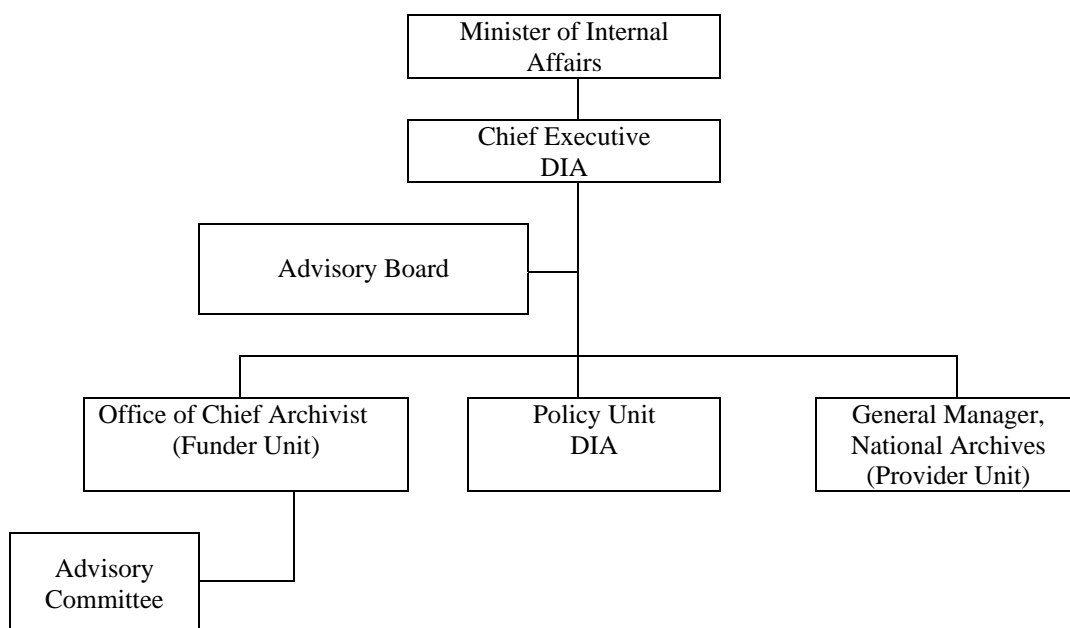 Minister of Internal
Affairs
Chief Executive
DIA
Advisory Board
Office of Chief Archivist
(Funder Unit)
Policy Unit
DIA
General Manager,
National Archives
(Provider Unit)
Advisory
Committee